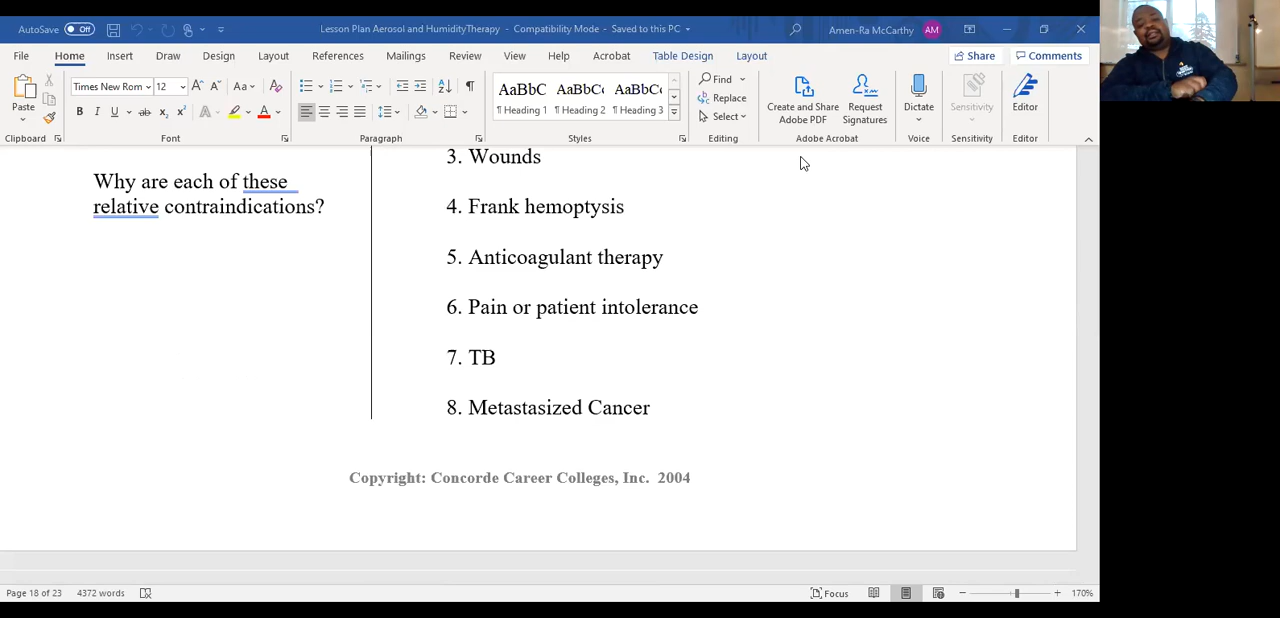 AutoSave Off
Lesson Plan Aerosol and HumidityTherapy - Compatibility Mode - Saved to this PC
Amen-Ra McCarthy AM
File Home Insert Draw Design Layout References Mailings Review View Help Acrobat Table Design Layout
Share Comments
Paste
Times New Rom 12
AaBbC AaBbCc AaBbCc
¶ Heading 1 ¶ Heading 2 ¶ Heading 3
Find
Replace
Select
Create and Share
Adobe PDF
Request
Signatures
Dictate
Sensitivity
Editor
Clipboard Font Paragraph Styles Editing Adobe Acrobat Voice Sensitivity Editor
3. Wounds
Why are each of these
relative contraindications?
4. Frank hemoptysis
5. Anticoagulant therapy
6. Pain or patient intolerance
7. TB
8. Metastasized Cancer
Copyright: Concorde Career Colleges, Inc. 2004
Page 18 of 23 4372 words
Focus
170%